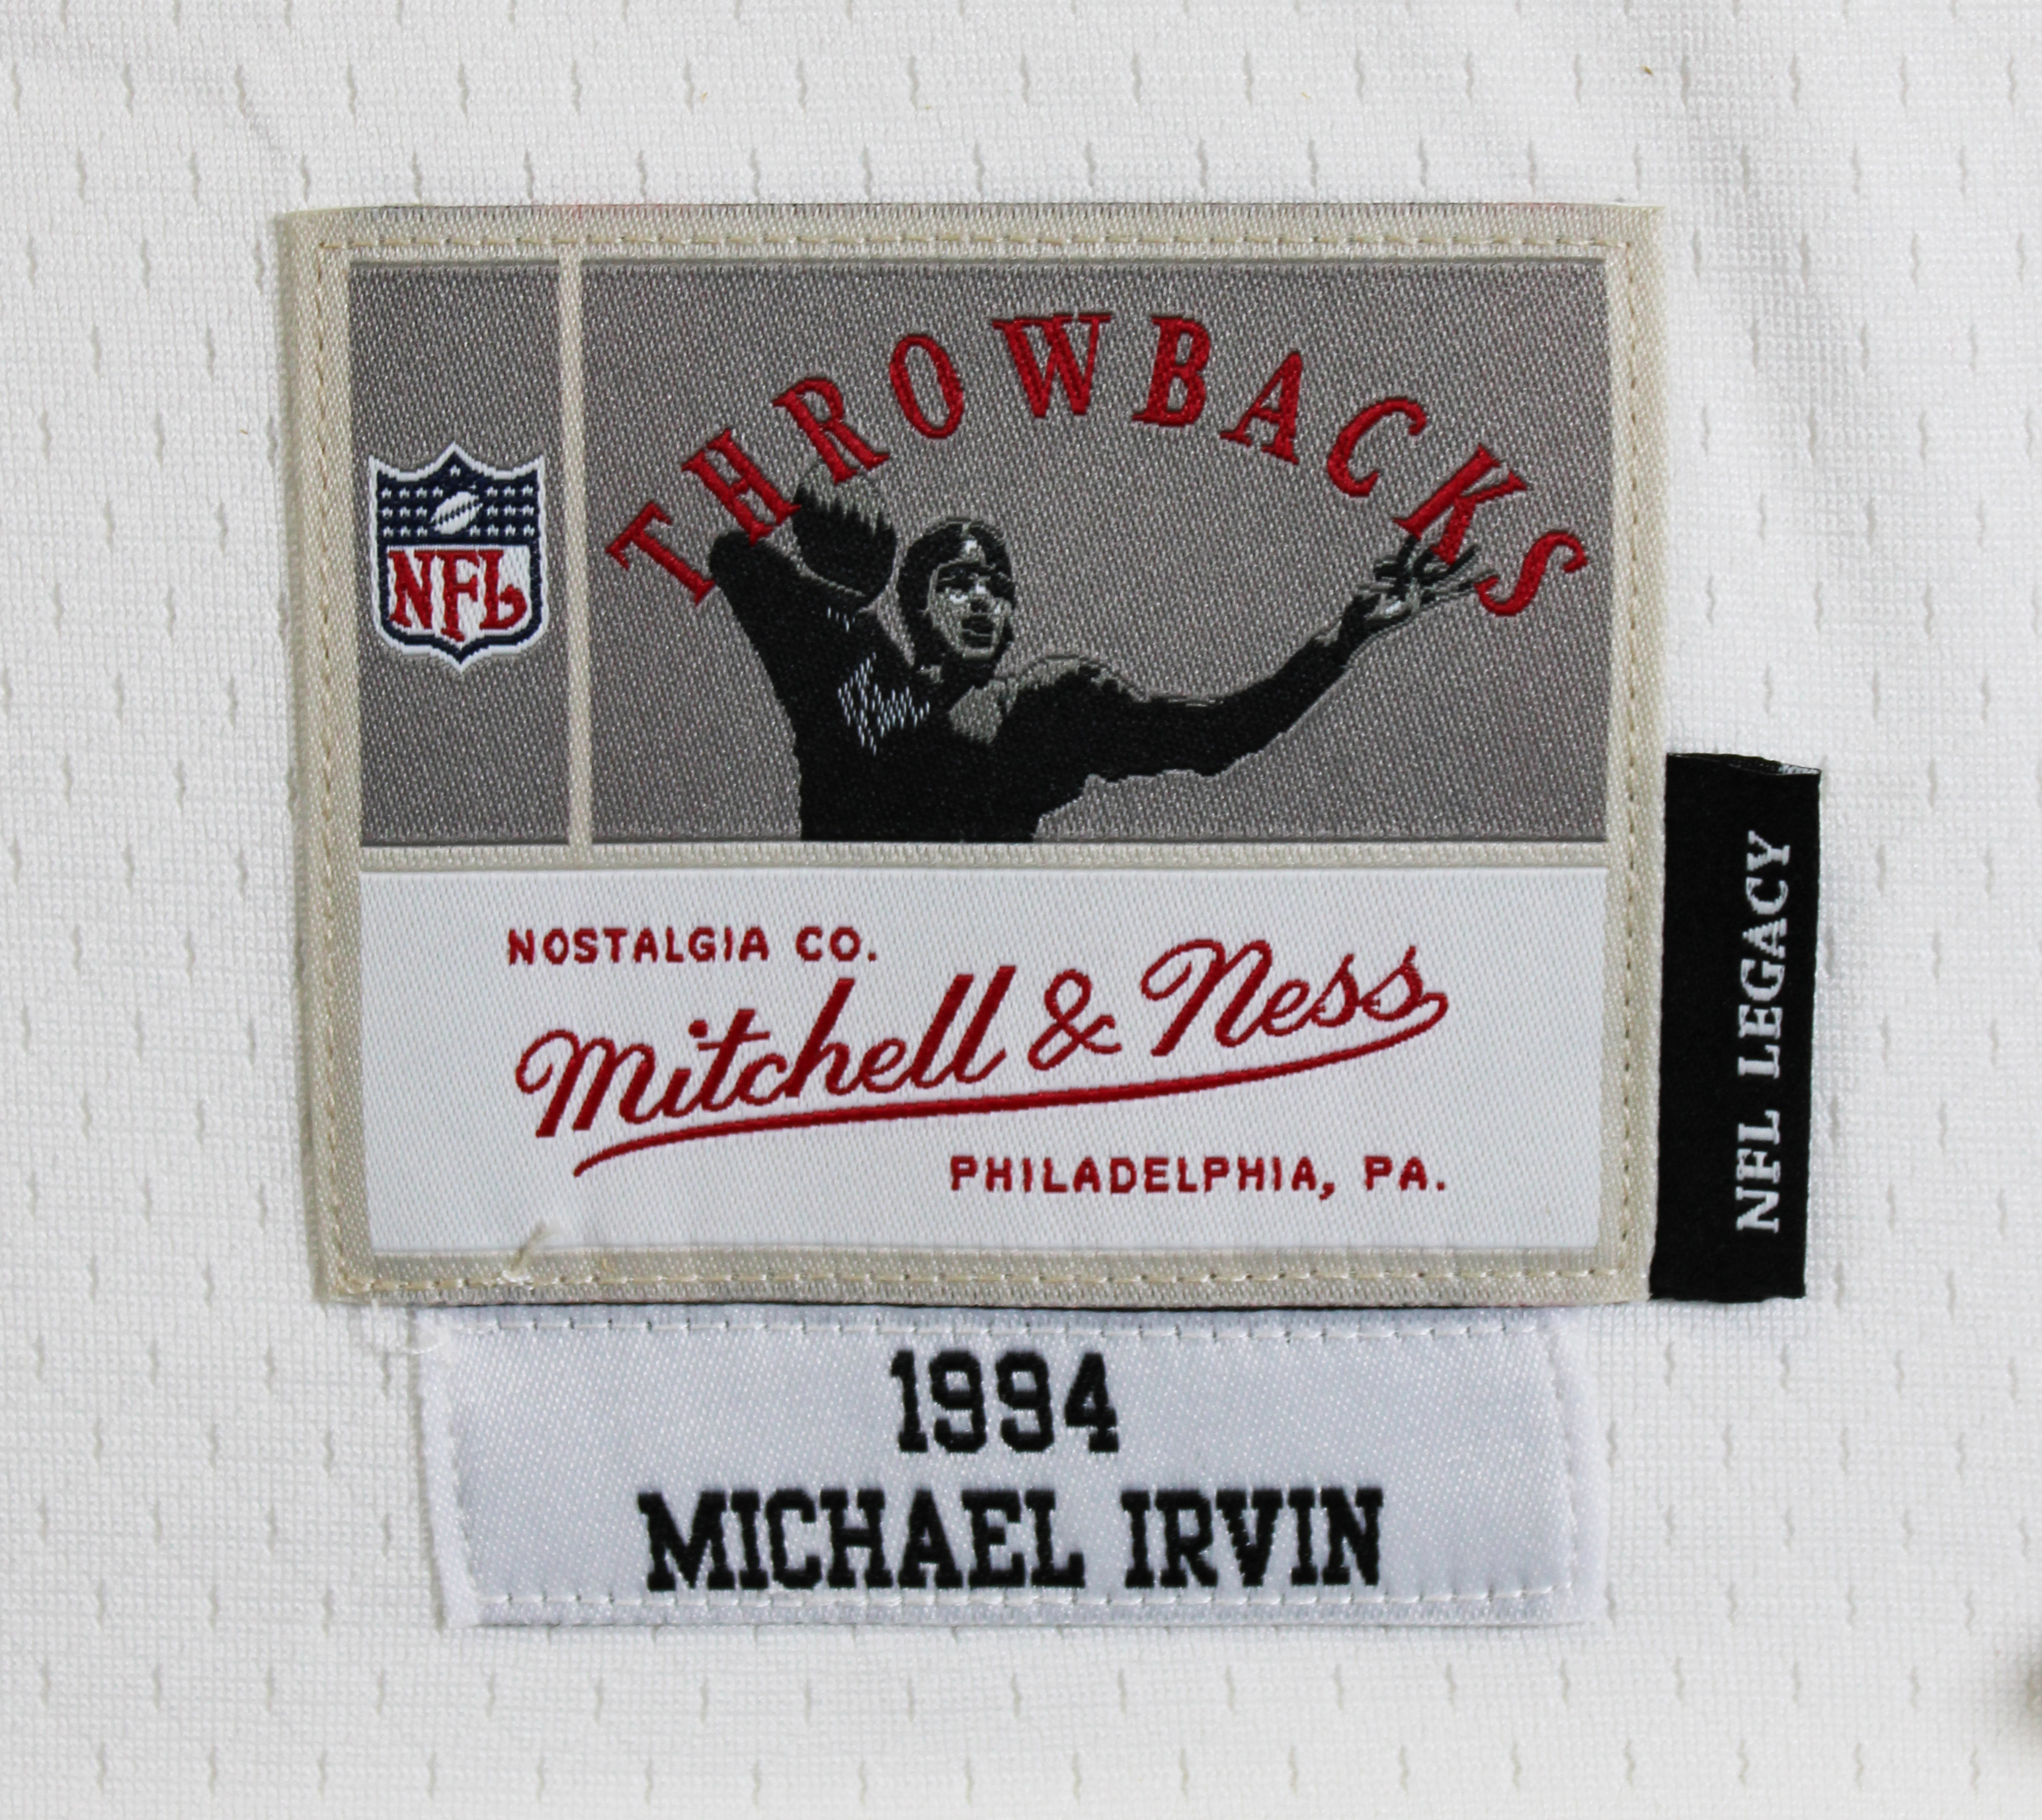 THROWBACKS
NFL
NOSTALGIA CO.
Mitchell & Ness
PHILADELPHIA, PA.
NFL LEGACY
1994
MICHAEL IRVIN